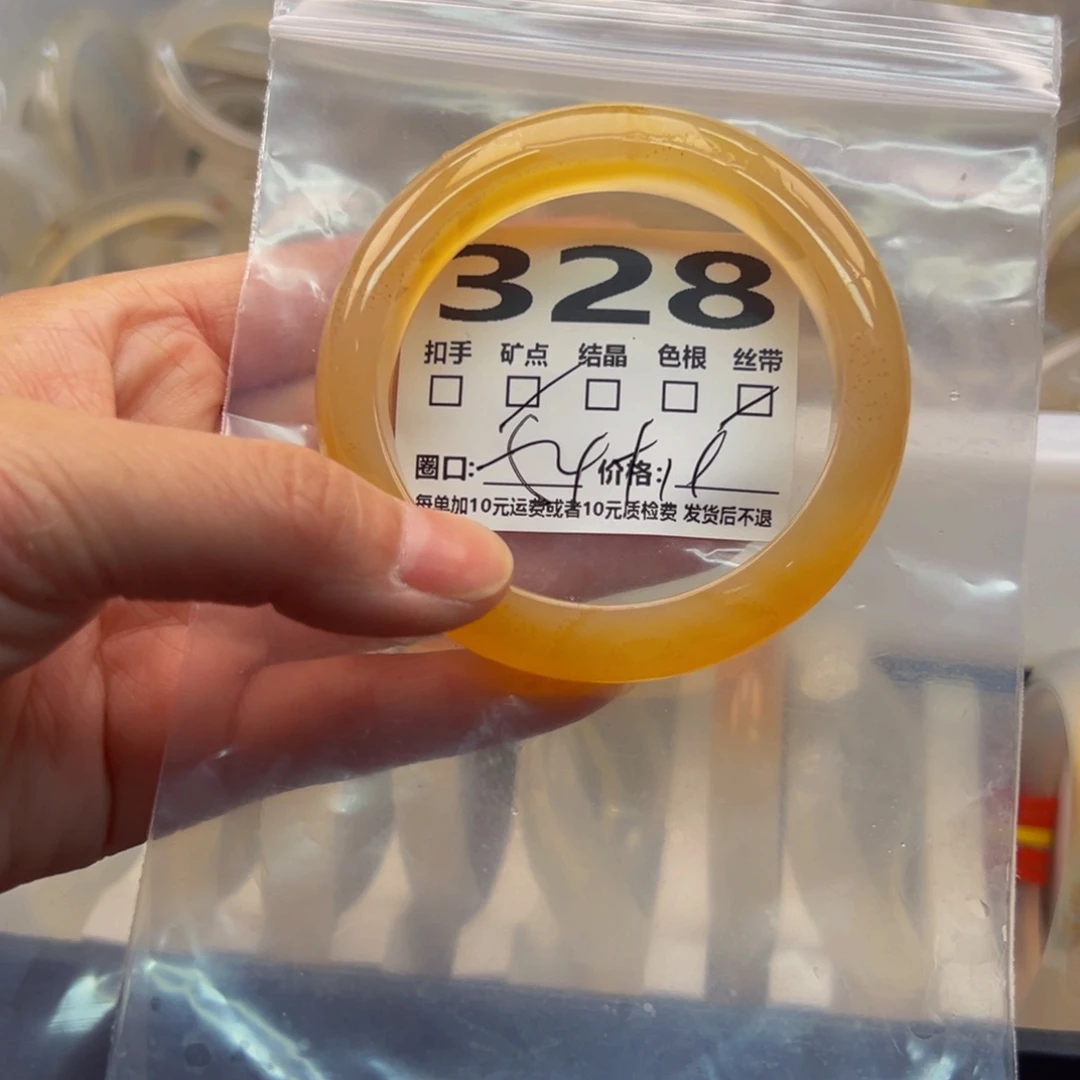 328
扣手 矿点 结晶 色根 丝带
圈口: 价格:
每单加10元运费或者10元质检费 发货后不退